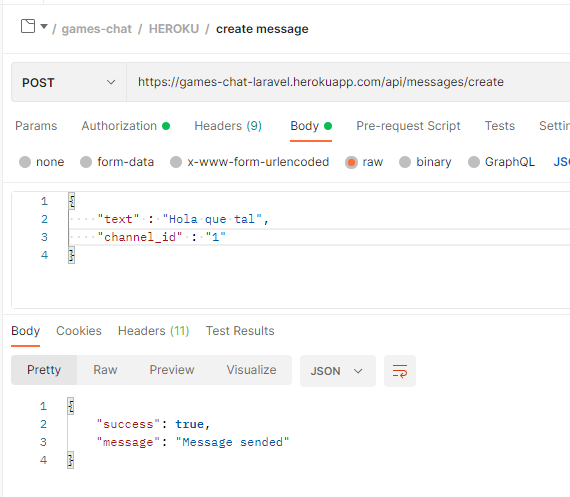 / games-chat / HEROKU / create message
POST https://games-chat-laravel.herokuapp.com/api/messages/create
Params Authorization Headers (9) Body Pre-request Script Tests Settin
none form-data x-www-form-urlencoded raw binary GraphQL JS
1 {
2 "text" : "Hola que tal",
3 "channel_id" : "1"
4 }
Body Cookies Headers (11) Test Results
Pretty Raw Preview Visualize JSON
1 {
2 "success": true,
3 "message": "Message sended"
4 }